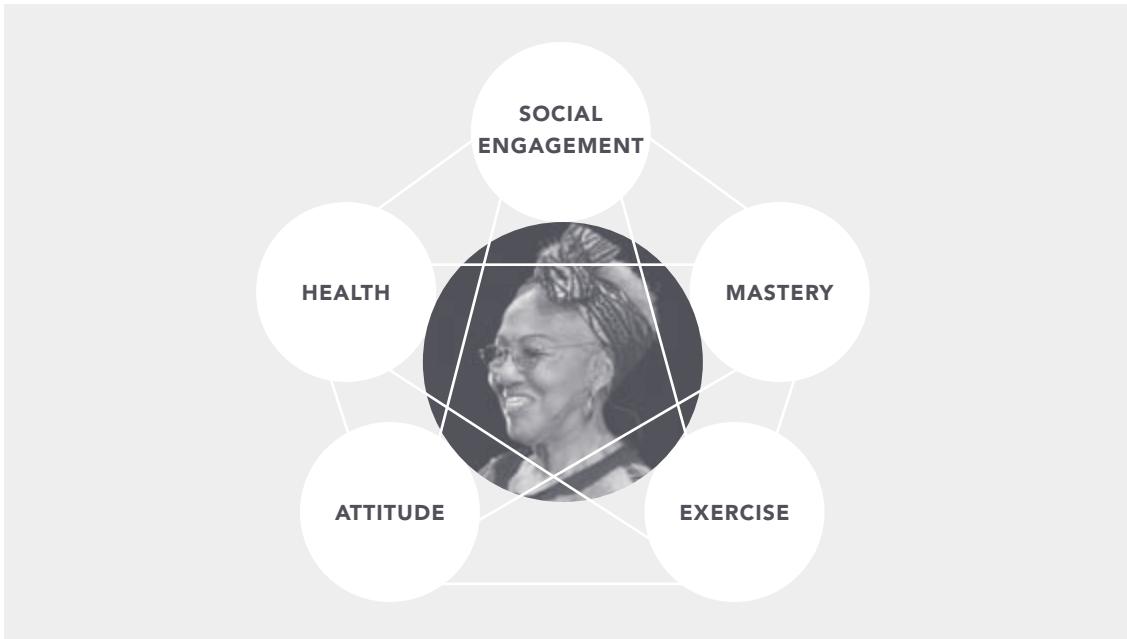 SOCIAL
ENGAGEMENT
HEALTH
MASTERY
ATTITUDE
EXERCISE